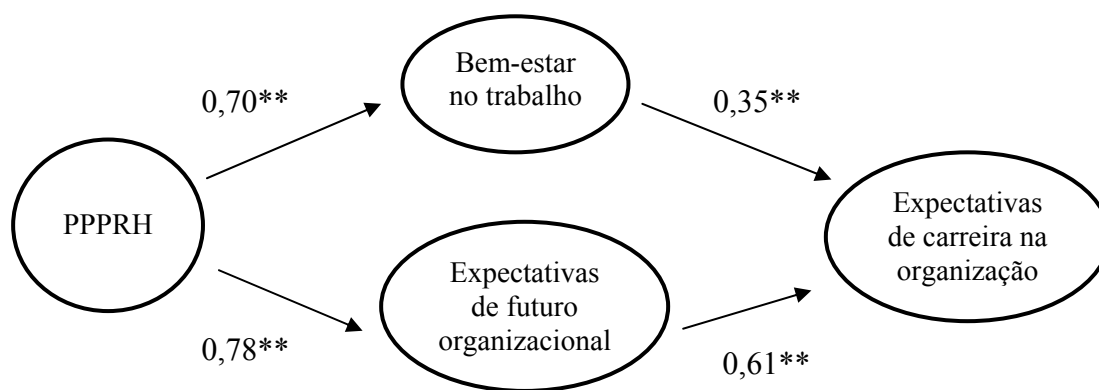 Bem-estar
no trabalho
0,70**
0,35**
PPPRH
Expectativas
de carreira na
organização
Expectativas
de futuro
organizacional
0,78**
0,61**